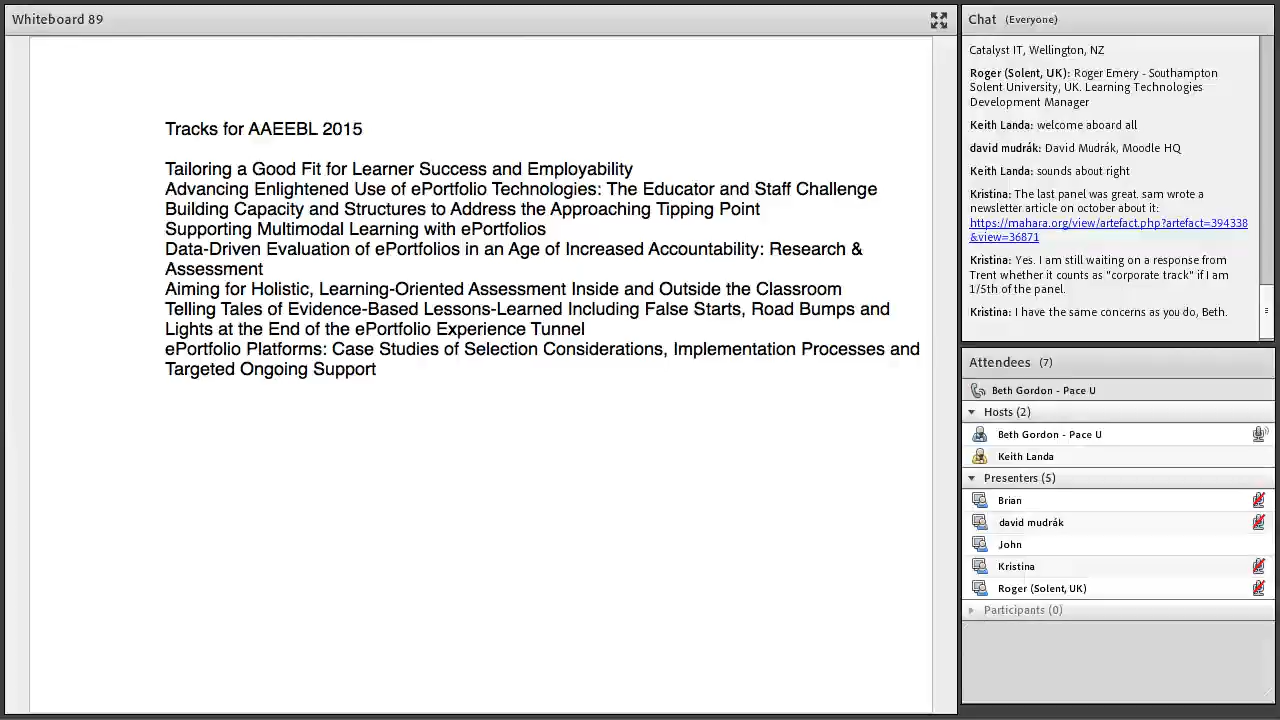 Whiteboard 89
Tracks for AAEEBL 2015
Tailoring a Good Fit for Learner Success and Employability
Advancing Enlightened Use of ePortfolio Technologies: The Educator and Staff Challenge
Building Capacity and Structures to Address the Approaching Tipping Point
Supporting Multimodal Learning with ePortfolios
Data-Driven Evaluation of ePortfolios in an Age of Increased Accountability: Research &
Assessment
Aiming for Holistic, Learning-Oriented Assessment Inside and Outside the Classroom
Telling Tales of Evidence-Based Lessons-Learned Including False Starts, Road Bumps and
Lights at the End of the ePortfolio Experience Tunnel
ePortfolio Platforms: Case Studies of Selection Considerations, Implementation Processes and
Targeted Ongoing Support
Chat (Everyone)
Catalyst IT, Wellington, NZ
Roger (Solent, UK): Roger Emery - Southampton
Solent University, UK. Learning Technologies
Development Manager
Keith Landa: welcome aboard all
david mudrák: David Mudrák, Moodle HQ
Keith Landa: sounds about right
Kristina: The last panel was great. sam wrote a
newsletter article on october about it:
https://mahara.org/view/artefact.php?artefact=394338
&view=36871
Kristina: Yes. I am still waiting on a response from
Trent whether it counts as "corporate track" if I am
1/5th of the panel.
Kristina: I have the same concerns as you do, Beth.
Attendees (7)
Beth Gordon - Pace U
Hosts (2)
Beth Gordon - Pace U
Keith Landa
Presenters (5)
Brian
david mudrák
John
Kristina
Roger (Solent, UK)
Participants (0)